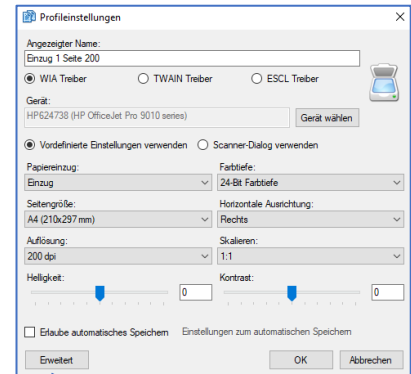 Profileinstellungen
Angezeigter Name:
Einzug 1 Seite 200
WIA Treiber
TWAIN Treiber
ESCL Treiber
Gerät:
HP624738 (HP OfficeJet Pro 9010 series)
Gerät wählen
Vordefinierte Einstellungen verwenden
Scanner-Dialog verwenden
Papiereinzug:
Farbtiefe:
Einzug
24-Bit Farbtiefe
Seitengröße:
Horizontale Ausrichtung:
A4 (210x297 mm)
Rechts
Auflösung:
Skalieren:
200 dpi
1:1
Helligkeit:
Kontrast:
0
0
Erlaube automatisches Speichern
Einstellungen zum automatischen Speichern
Erweitert
OK
Abbrechen